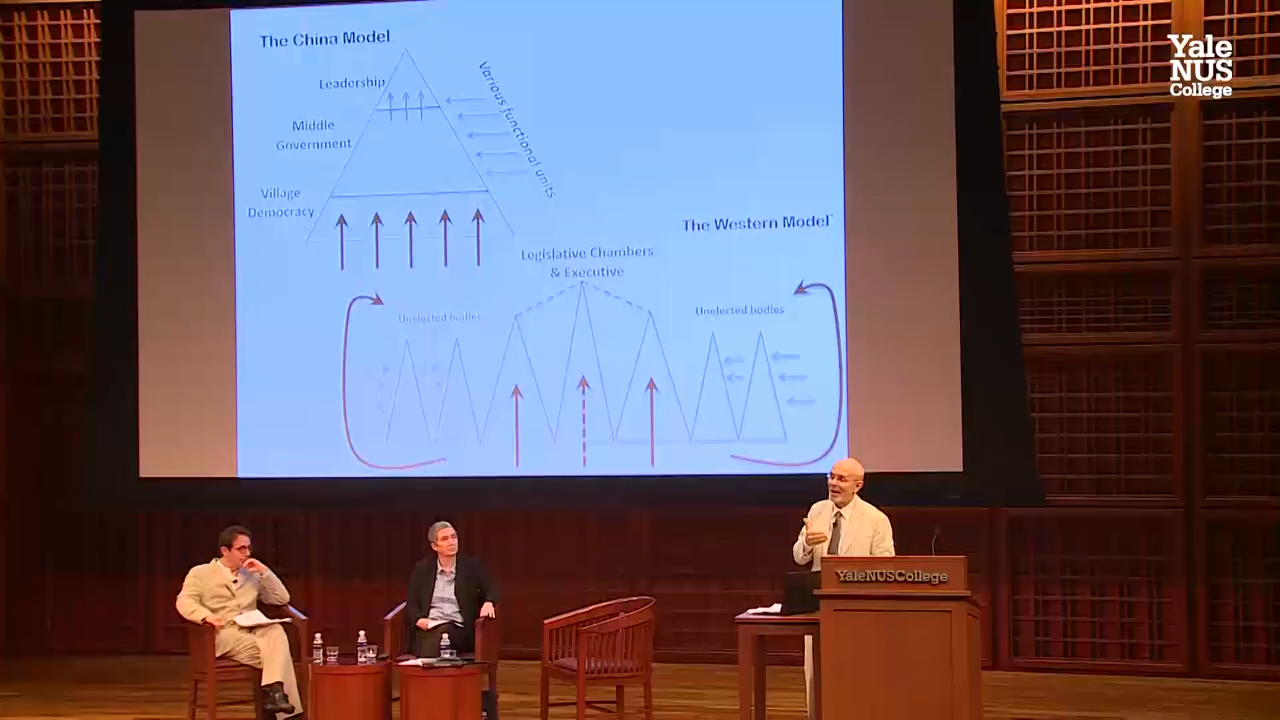 The China Model
Leadership
Middle
Government
Village
Democracy
Various functional units
The Western Model
Legislative Chambers
& Executive
Unelected bodies
Unelected bodies
Yale
NUS
College
YaleNUSCollege